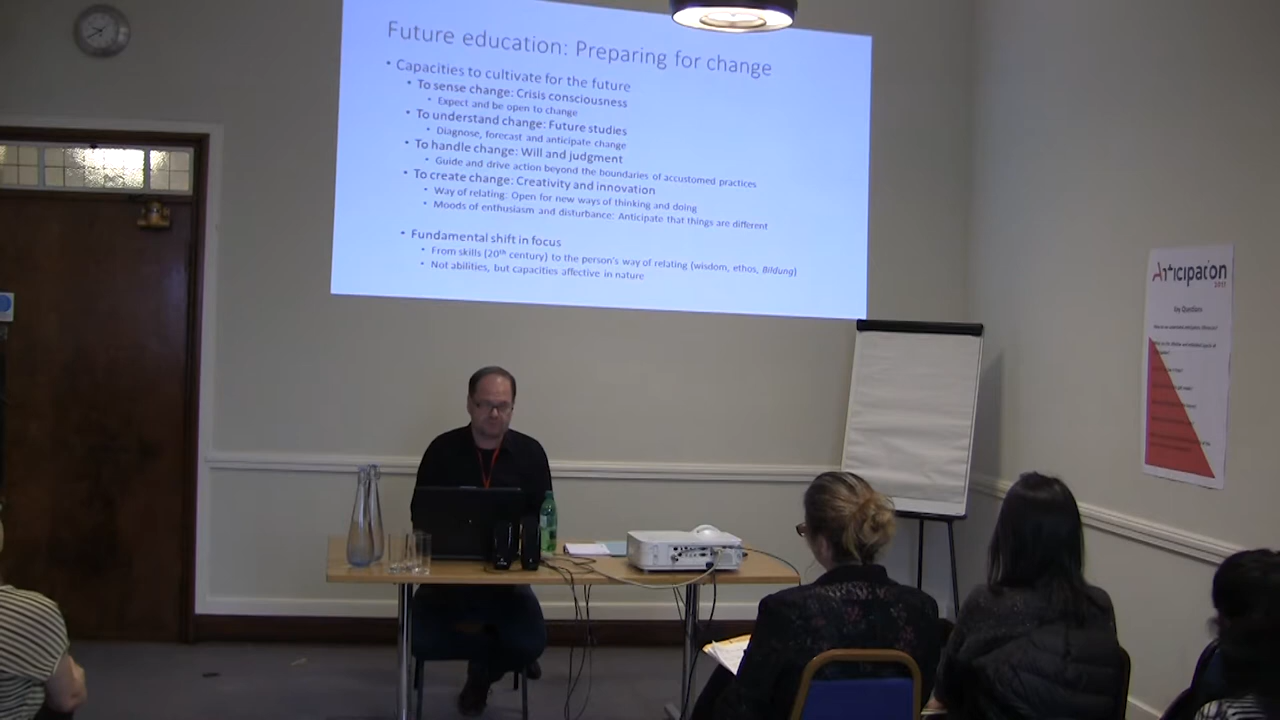 Future education: Preparing for change
• Capacities to cultivate for the future
• To sense change: Crisis consciousness
• Expect and be open to change
• To understand change: Future studies
• Diagnose, forecast and anticipate change
• To handle change: Will and judgment
• Guide and drive action beyond the boundaries of accustomed practices
• To create change: Creativity and innovation
• Way of relating: Open for new ways of thinking and doing
• Moods of enthusiasm and disturbance: Anticipate that things are different
• Fundamental shift in focus
• From skills (20th century) to the person's way of relating (wisdom, ethos, Bildung)
• Not abilities, but capacities affective in nature
Anticipation
Key Questions